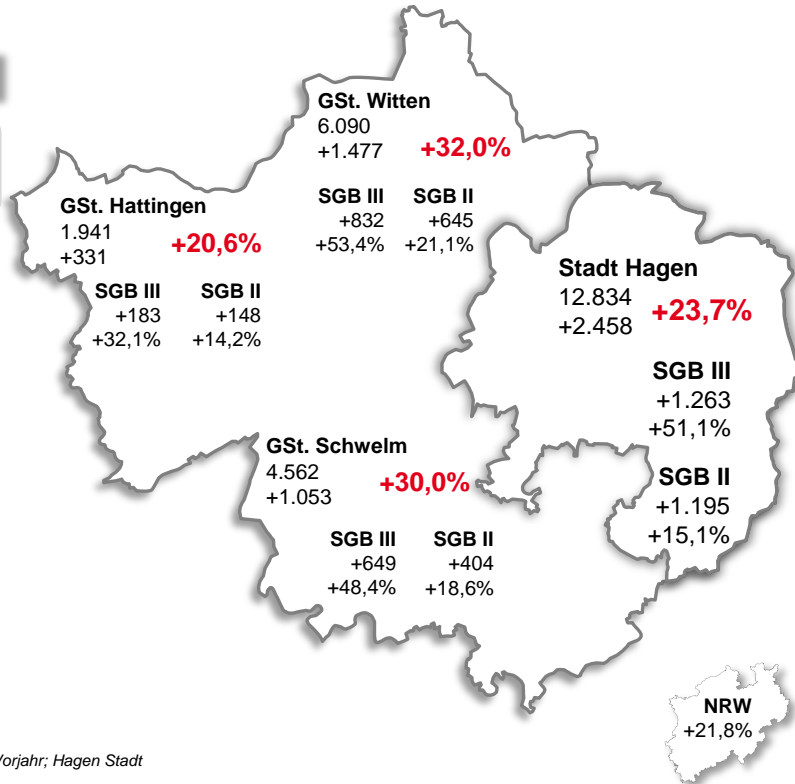 GSt. Witten
6.090
+1.477
+32,0%
SGB III
+832
+53,4%
SGB II
+645
+21,1%
GSt. Hattingen
1.941
+331
+20,6%
SGB III
+183
+32,1%
SGB II
+148
+14,2%
Stadt Hagen
12.834
+2.458
+23,7%
SGB III
+1.263
+51,1%
SGB II
+1.195
+15,1%
GSt. Schwelm
4.562
+1.053
+30,0%
SGB III
+649
+48,4%
SGB II
+404
+18,6%
NRW
+21,8%
Vorjahr; Hagen Stadt